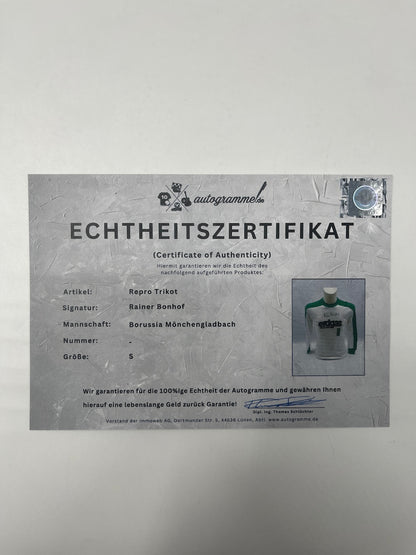 autogramme.de
ECHTHEITSZERTIFIKAT
(Certificate of Authenticity)
Hiermit garantieren wir die Echtheit des
nachfolgend aufgeführten Produktes:
Artikel: Repro Trikot
Signatur: Rainer Bonhof
Mannschaft: Borussia Mönchengladbach
Nummer: -
Größe: S
erdgas
Wir garantieren für die 100%ige Echtheit der Autogramme und gewähren Ihnen
hierauf eine lebenslange Geld zurück Garantie!
Dipl. Ing. Thomas Schlüchter
Vorstand der immoweb AG, Dortmunder Str. 5, 44536 Lünen, Abtl. www.autogramme.de